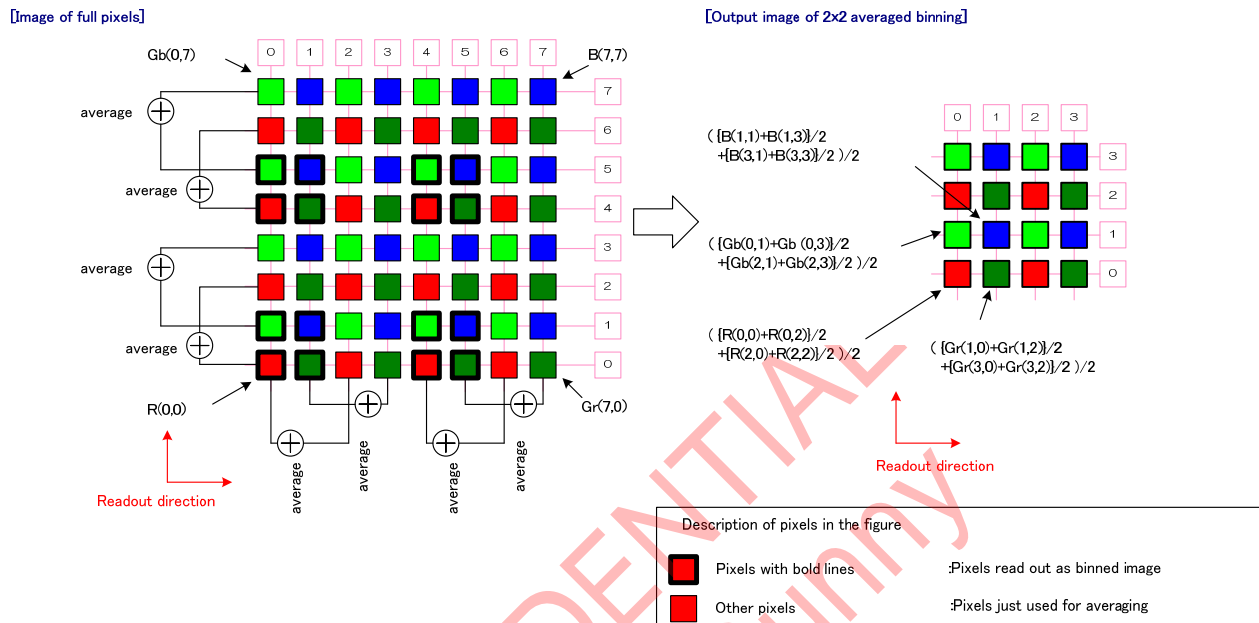 [Image of full pixels]
[Output image of 2x2 averaged binning]
Gb(0,7)
B(7,7)
0 1 2 3 4 5 6 7
7
6
5
4
3
2
1
0
average
average
average
average
R(0,0)
Gr(7,0)
average
average
average
average
Readout direction
0 1 2 3
3
2
1
0
( {B(1,1)+B(1,3)}/2
+{B(3,1)+B(3,3)}/2 )/2
( {Gb(0,1)+Gb (0,3)}/2
+{Gb(2,1)+Gb(2,3)}/2 )/2
( {R(0,0)+R(0,2)}/2
+{R(2,0)+R(2,2)}/2 )/2
( {Gr(1,0)+Gr(1,2)}/2
+{Gr(3,0)+Gr(3,2)}/2 )/2
Readout direction
Description of pixels in the figure
Pixels with bold lines :Pixels read out as binned image
Other pixels :Pixels just used for averaging
DENTIAL
unny